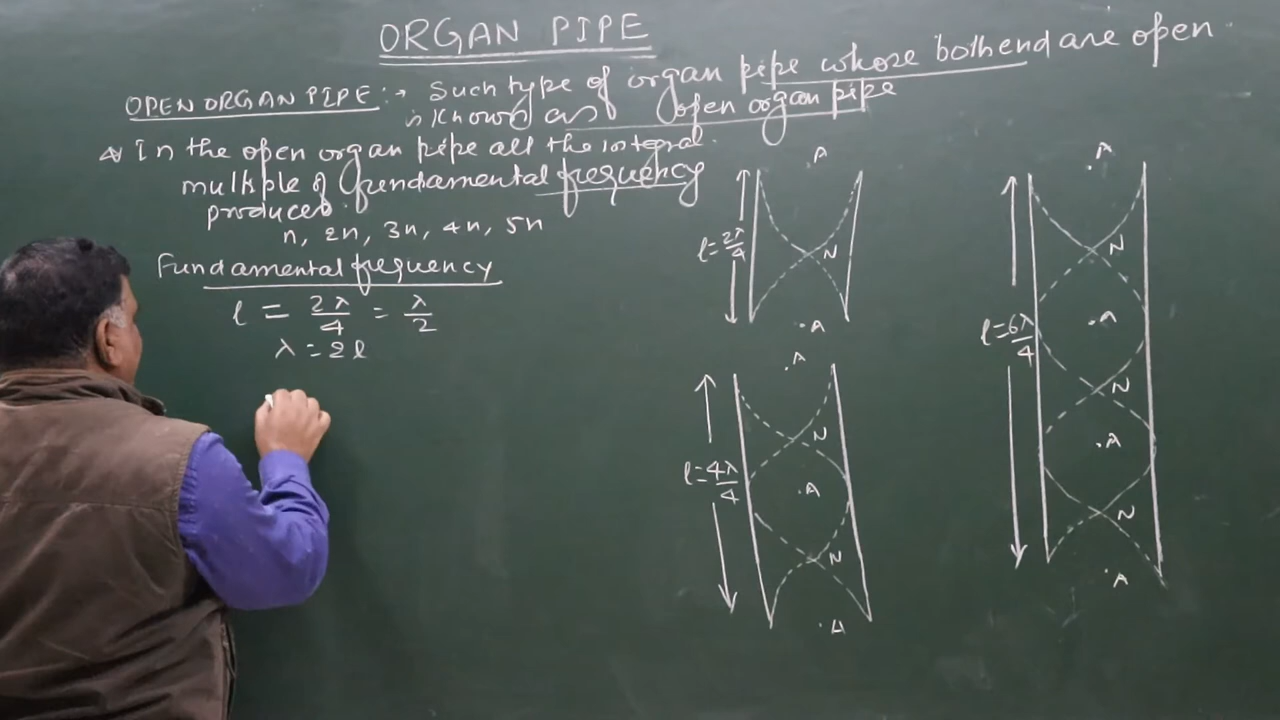 ORGAN PIPE
OPEN ORGAN PIPE :→ Such type of organ pipe whose both end are open
is known as open organ pipe
In the open organ pipe all the integral
multiple of fundamental frequency
produced.
n, 2n, 3n, 4n, 5n
Fundamental frequency
l = 2λ/4 = λ/2
λ = 2l
A
l=2λ/4
N
A
A
N
l=4λ/4
A
N
A
A
N
l=6λ/4
A
N
A
N
A